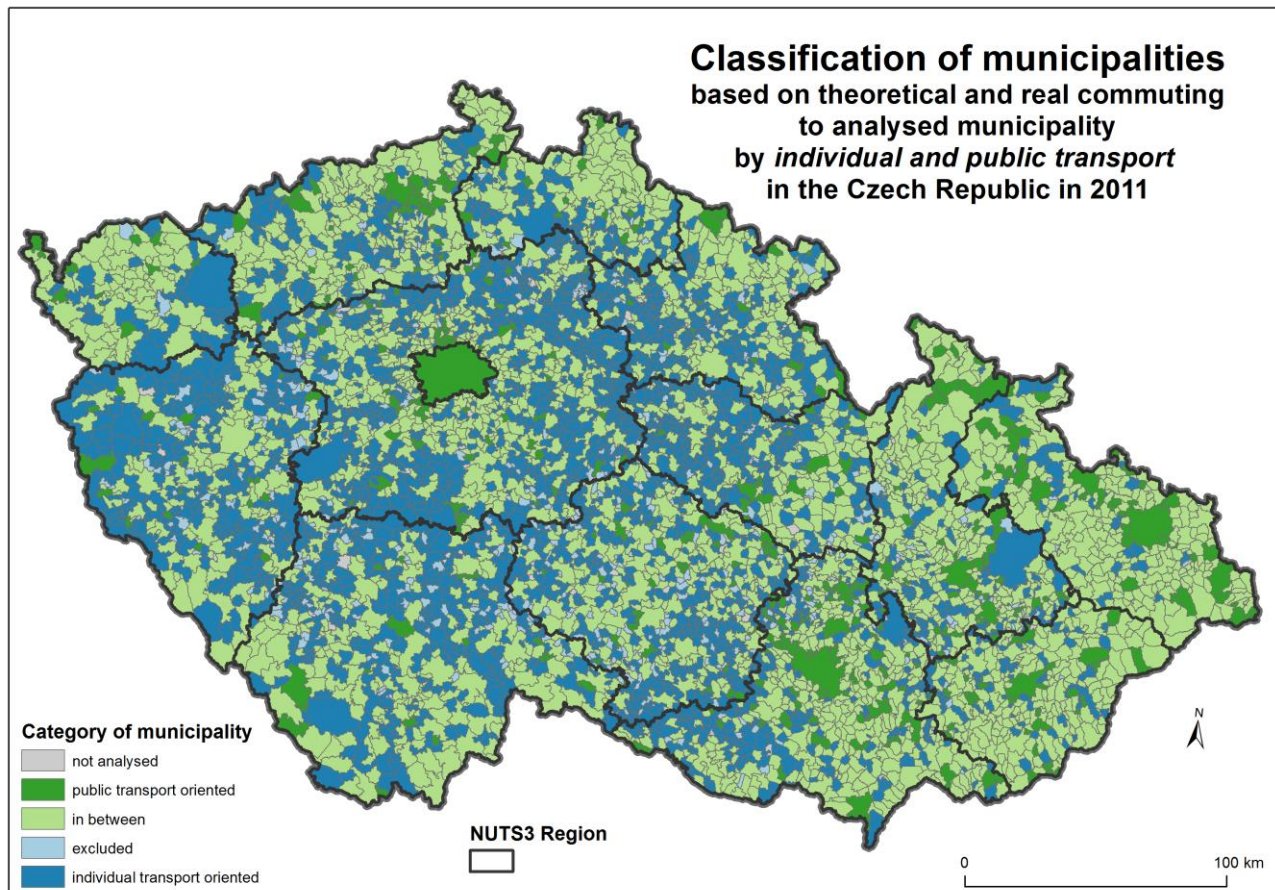 Classification of municipalities
based on theoretical and real commuting
to analysed municipality
by individual and public transport
in the Czech Republic in 2011
N
Category of municipality
not analysed
public transport oriented
in between
excluded
individual transport oriented
NUTS3 Region
0 100 km